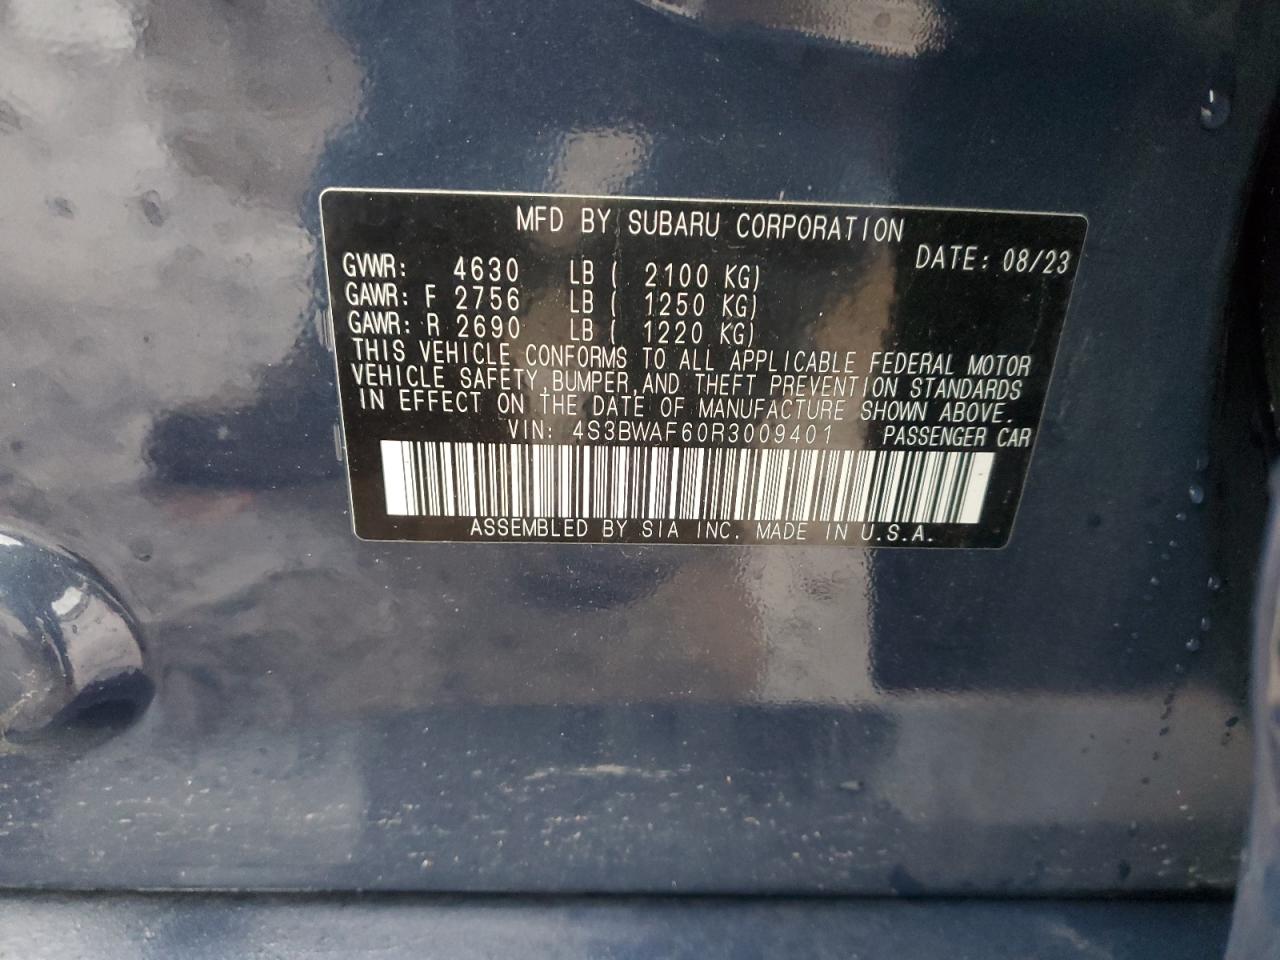 MFD BY SUBARU CORPORATION
DATE: 08/23
GVWR: 4630 LB ( 2100 KG)
GAWR: F 2756 LB ( 1250 KG)
GAWR: R 2690 LB ( 1220 KG)
THIS VEHICLE CONFORMS TO ALL APPLICABLE FEDERAL MOTOR
VEHICLE SAFETY,BUMPER,AND THEFT PREVENTION STANDARDS
IN EFFECT ON THE DATE OF MANUFACTURE SHOWN ABOVE.
VIN: 4S3BWAF60R3009401 PASSENGER CAR
ASSEMBLED BY SIA INC. MADE IN U.S.A.